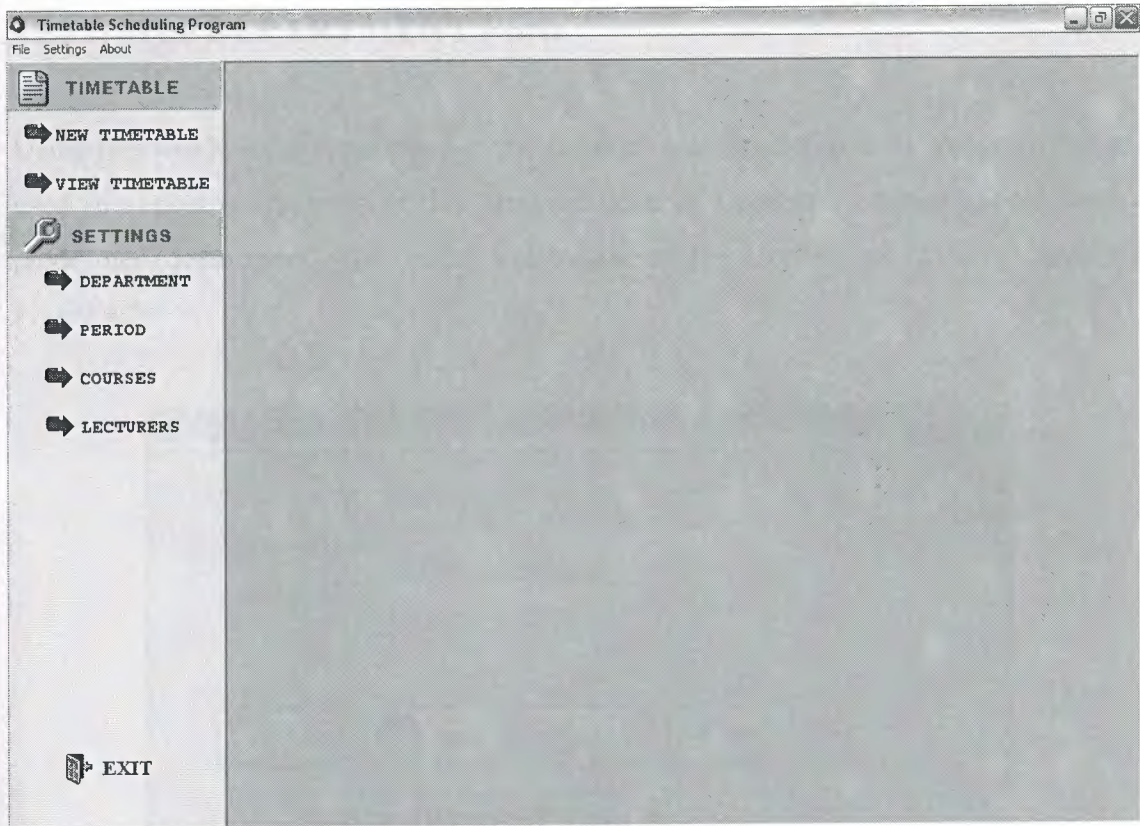 Timetable Scheduling Program
File Settings About
TIMETABLE
NEW TIMETABLE
VIEW TIMETABLE
SETTINGS
DEPARTMENT
PERIOD
COURSES
LECTURERS
EXIT